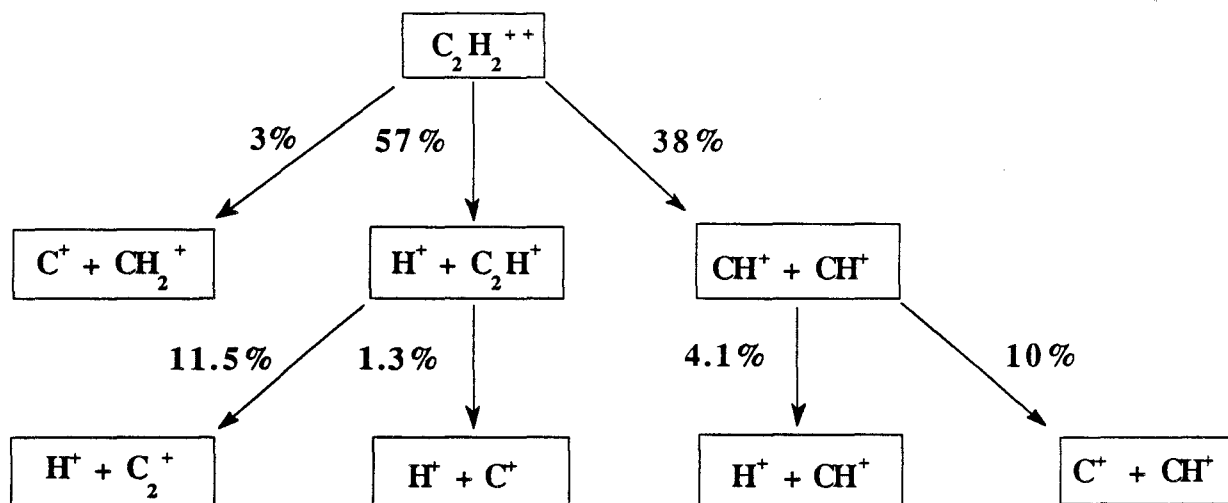 C₂H₂⁺⁺
3% 57% 38%
C⁺ + CH₂⁺ H⁺ + C₂H⁺ CH⁺ + CH⁺
11.5% 1.3% 4.1% 10%
H⁺ + C₂⁺ H⁺ + C⁺ H⁺ + CH⁺ C⁺ + CH⁺